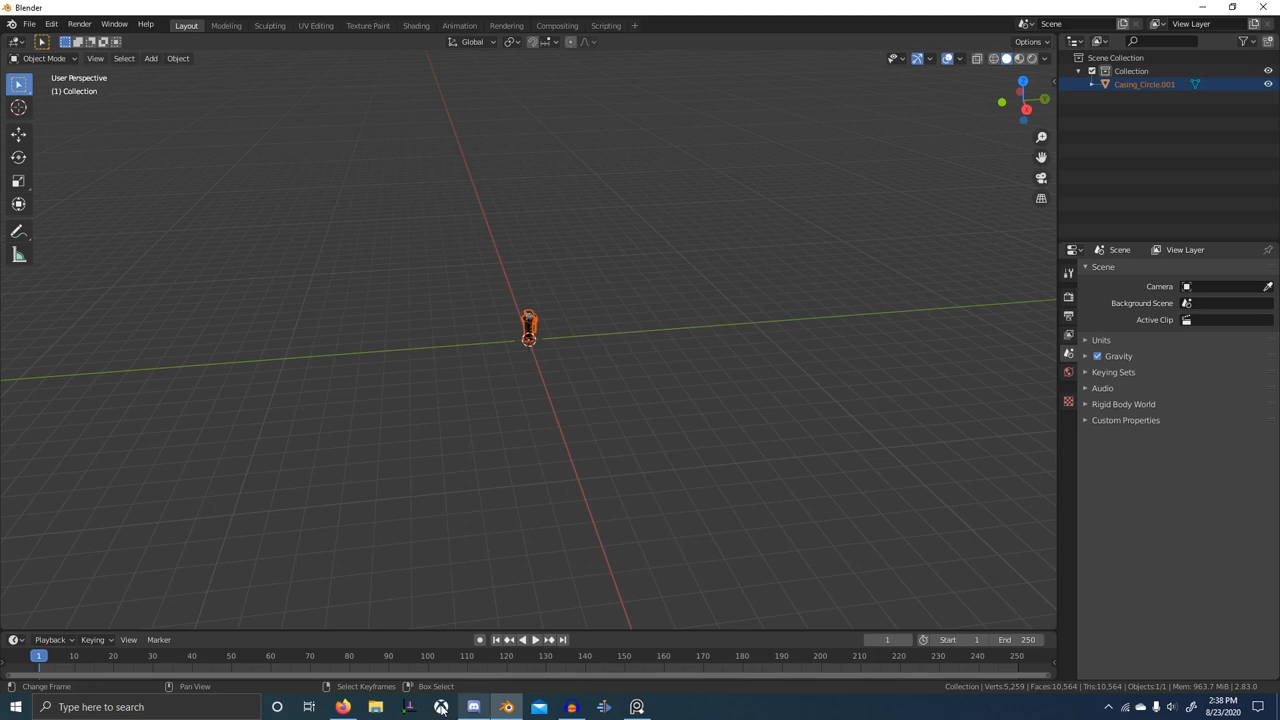 Blender
File Edit Render Window Help Layout Modeling Sculpting UV Editing Texture Paint Shading Animation Rendering Compositing Scripting + Scene View Layer
Global Options
Object Mode View Select Add Object
User Perspective
(1) Collection
Scene Collection
Collection
Casing_Circle.001
Z
Y
X
Scene View Layer
Scene
Camera
Background Scene
Active Clip
Units
Gravity
Keying Sets
Audio
Rigid Body World
Custom Properties
Playback Keying View Marker 1 Start 1 End 250
1 10 20 30 40 50 60 70 80 90 100 110 120 130 140 150 160 170 180 190 200 210 220 230 240 250
Change Frame Pan View Select Keyframes Box Select Collection | Verts:5,259 | Faces:10,564 | Tris:10,564 | Objects:1/1 | Mem: 963.7 MiB | 2.83.0
Type here to search
2:38 PM
8/23/2020